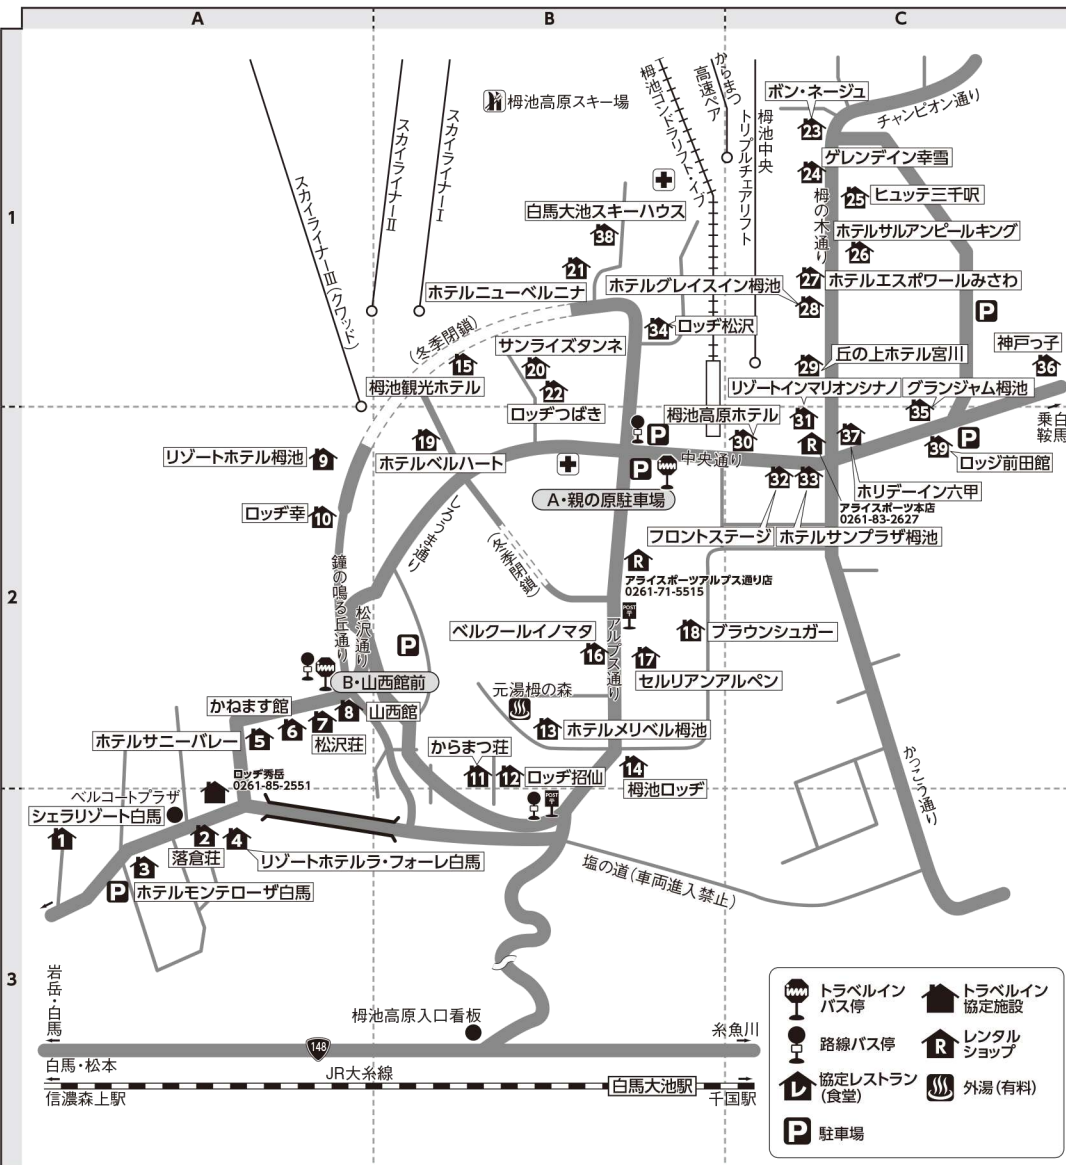 A
B
C
1
2
3
栂池高原スキー場
スカイライナーⅢ(クワッド)
スカイライナーⅡ
スカイライナーⅠ
栂池ゴンドラリフト・イブ
からまつ
高速ペア
栂池中央
トリプルチェアリフト
ボン・ネージュ
23
チャンピオン通り
ゲレンデイン幸雪
24
栂の木通り
ヒュッテ三千尺
25
ホテルサルアンピールキング
26
白馬大池スキーハウス
38
21
ホテルニューベルニナ
ホテルグレイスイン栂池
27
ホテルエスポワールみさわ
28
P
34
ロッヂ松沢
(冬季閉鎖)
サンライズタンネ
15
20
22
栂池観光ホテル
ロッヂつばき
29
丘の上ホテル宮川
神戸っ子
36
リゾートインマリオンシナノ
グランジャム栂池
35
31
乗鞍
白馬
栂池高原ホテル
30
R
37
39
P
ロッジ前田館
P
中央通り
19
ホテルベルハート
リゾートホテル栂池
9
P
A・親の原駐車場
ホリデーイン六甲
アライスポーツ本店
0261-83-2627
32
33
フロントステージ
ホテルサンプラザ栂池
ロッヂ幸
10
しろうま通り
(冬季閉鎖)
鐘の鳴る丘通り
松沢通り
R
アライスポーツアルプス通り店
0261-71-5515
POST
アルプス通り
ベルクールイノマタ
16
18
ブラウンシュガー
17
セルリアンアルペン
P
B・山西館前
元湯栂の森
かねます館
8
山西館
7
6
松沢荘
ホテルサニーバレー
5
13
ホテルメリベル栂池
からまつ荘
11
12
ロッヂ招仙
14
栂池ロッヂ
かっこう通り
ロッヂ秀岳
0261-85-2551
ベルコートプラザ
シェラリゾート白馬
POST
1
2
4
落倉荘
リゾートホテルラ・フォーレ白馬
3
P
ホテルモンテローザ白馬
塩の道(車両進入禁止)
岩岳・白馬
栂池高原入口看板
糸魚川
148
白馬・松本
JR大糸線
白馬大池駅
信濃森上駅
千国駅
トラベルイン
バス停
トラベルイン
協定施設
路線バス停
R
レンタル
ショップ
レ
協定レストラン
(食堂)
外湯(有料)
P
駐車場